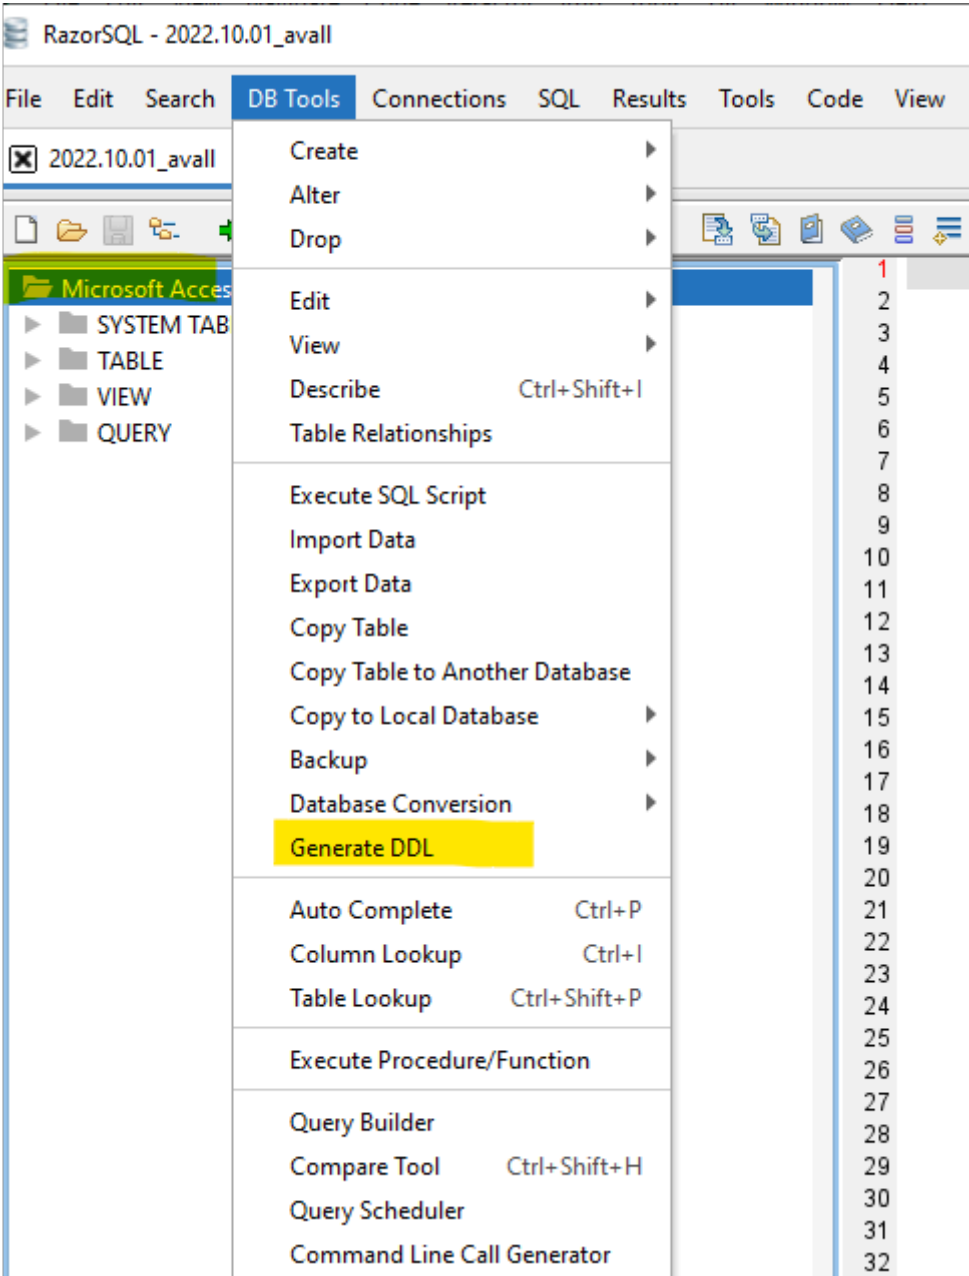 RazorSQL - 2022.10.01_avall
File Edit Search DB Tools Connections SQL Results Tools Code View
2022.10.01_avall
Create
Alter
Drop
Microsoft Acces
SYSTEM TAB
TABLE
VIEW
QUERY
Edit
View
Describe Ctrl+Shift+I
Table Relationships
Execute SQL Script
Import Data
Export Data
Copy Table
Copy Table to Another Database
Copy to Local Database
Backup
Database Conversion
Generate DDL
Auto Complete Ctrl+P
Column Lookup Ctrl+I
Table Lookup Ctrl+Shift+P
Execute Procedure/Function
Query Builder
Compare Tool Ctrl+Shift+H
Query Scheduler
Command Line Call Generator
1
2
3
4
5
6
7
8
9
10
11
12
13
14
15
16
17
18
19
20
21
22
23
24
25
26
27
28
29
30
31
32